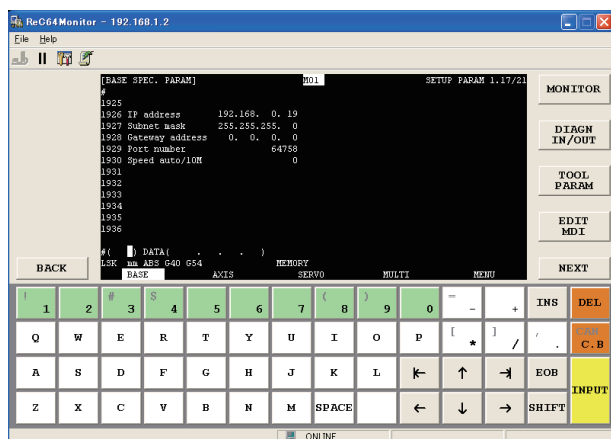 ReC64Monitor - 192.168.1.2
File Help
[BASE SPEC. PARAM] M01 SETUP PARAM 1.17/21
#
1925
1926 IP address 192.168. 0. 19
1927 Subnet mask 255.255.255. 0
1928 Gateway address 0. 0. 0. 0
1929 Port number 64758
1930 Speed auto/10M 0
1931
1932
1933
1934
1935
1936
#( ) DATA( . . . )
LSK mm ABS G40 G54 MEMORY
BASE AXIS SERVO MULTI MENU
MONITOR
DIAGN
IN/OUT
TOOL
PARAM
EDIT
MDI
BACK
NEXT
! 1 2 # 3 $ 4 5 6 7 ( 8 ) 9 0 = - + INS DEL
Q W E R T Y U I O P [ * ] / , . CAN C.B
A S D F G H J K L ⇤ ↑ ⇥ EOB INPUT
Z X C V B N M SPACE ← ↓ → SHIFT
ONLINE